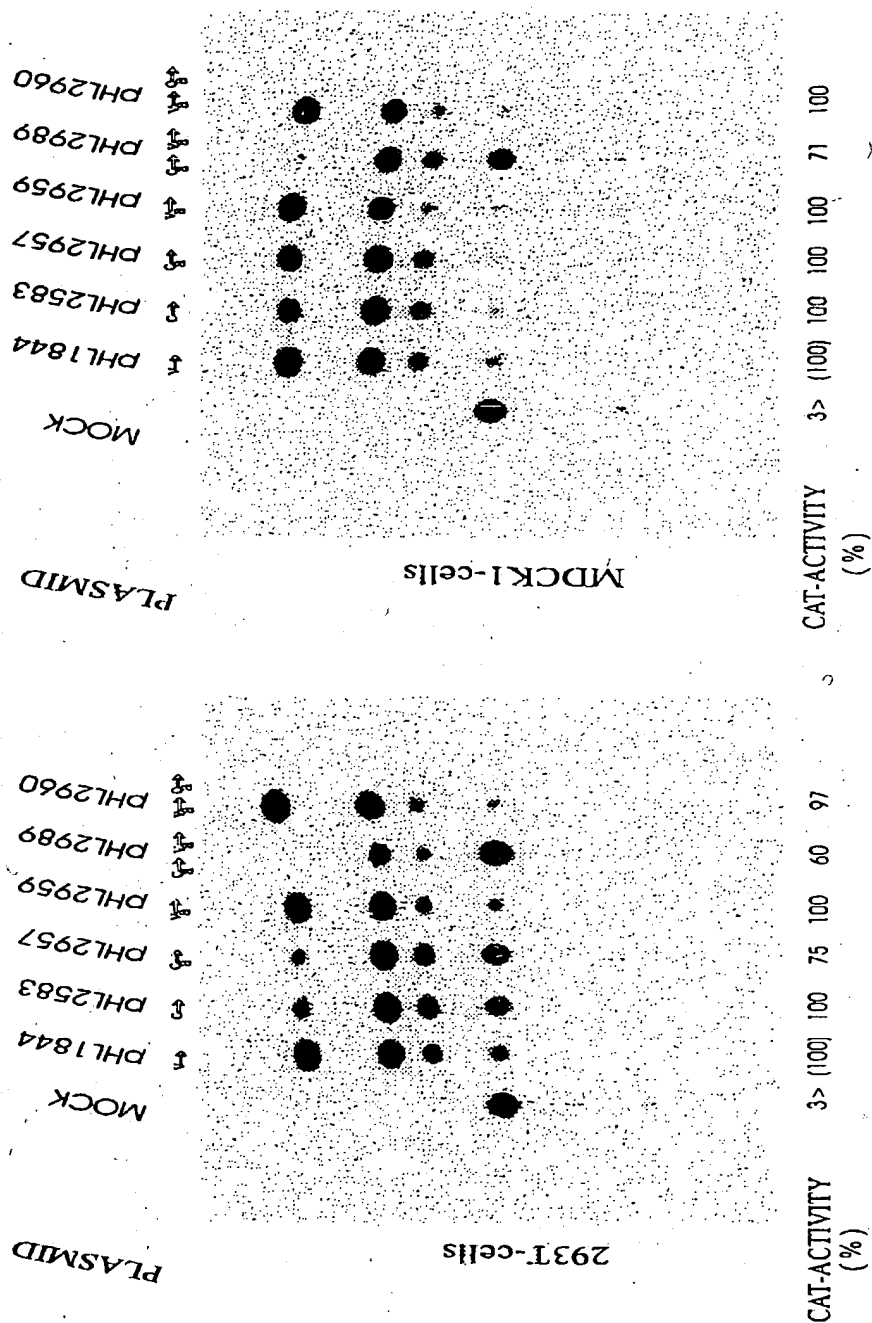 PLASMID
MOCK
pHL1844
pHL2583
pHL2957
pHL2959
pHL2989
pHL2960
293T-cells
CAT-ACTIVITY
(%)
3> (100) 100 75 100 60 97
PLASMID
MOCK
pHL1844
pHL2583
pHL2957
pHL2959
pHL2989
pHL2960
MDCK1-cells
CAT-ACTIVITY
(%)
3> (100) 100 100 100 71 100